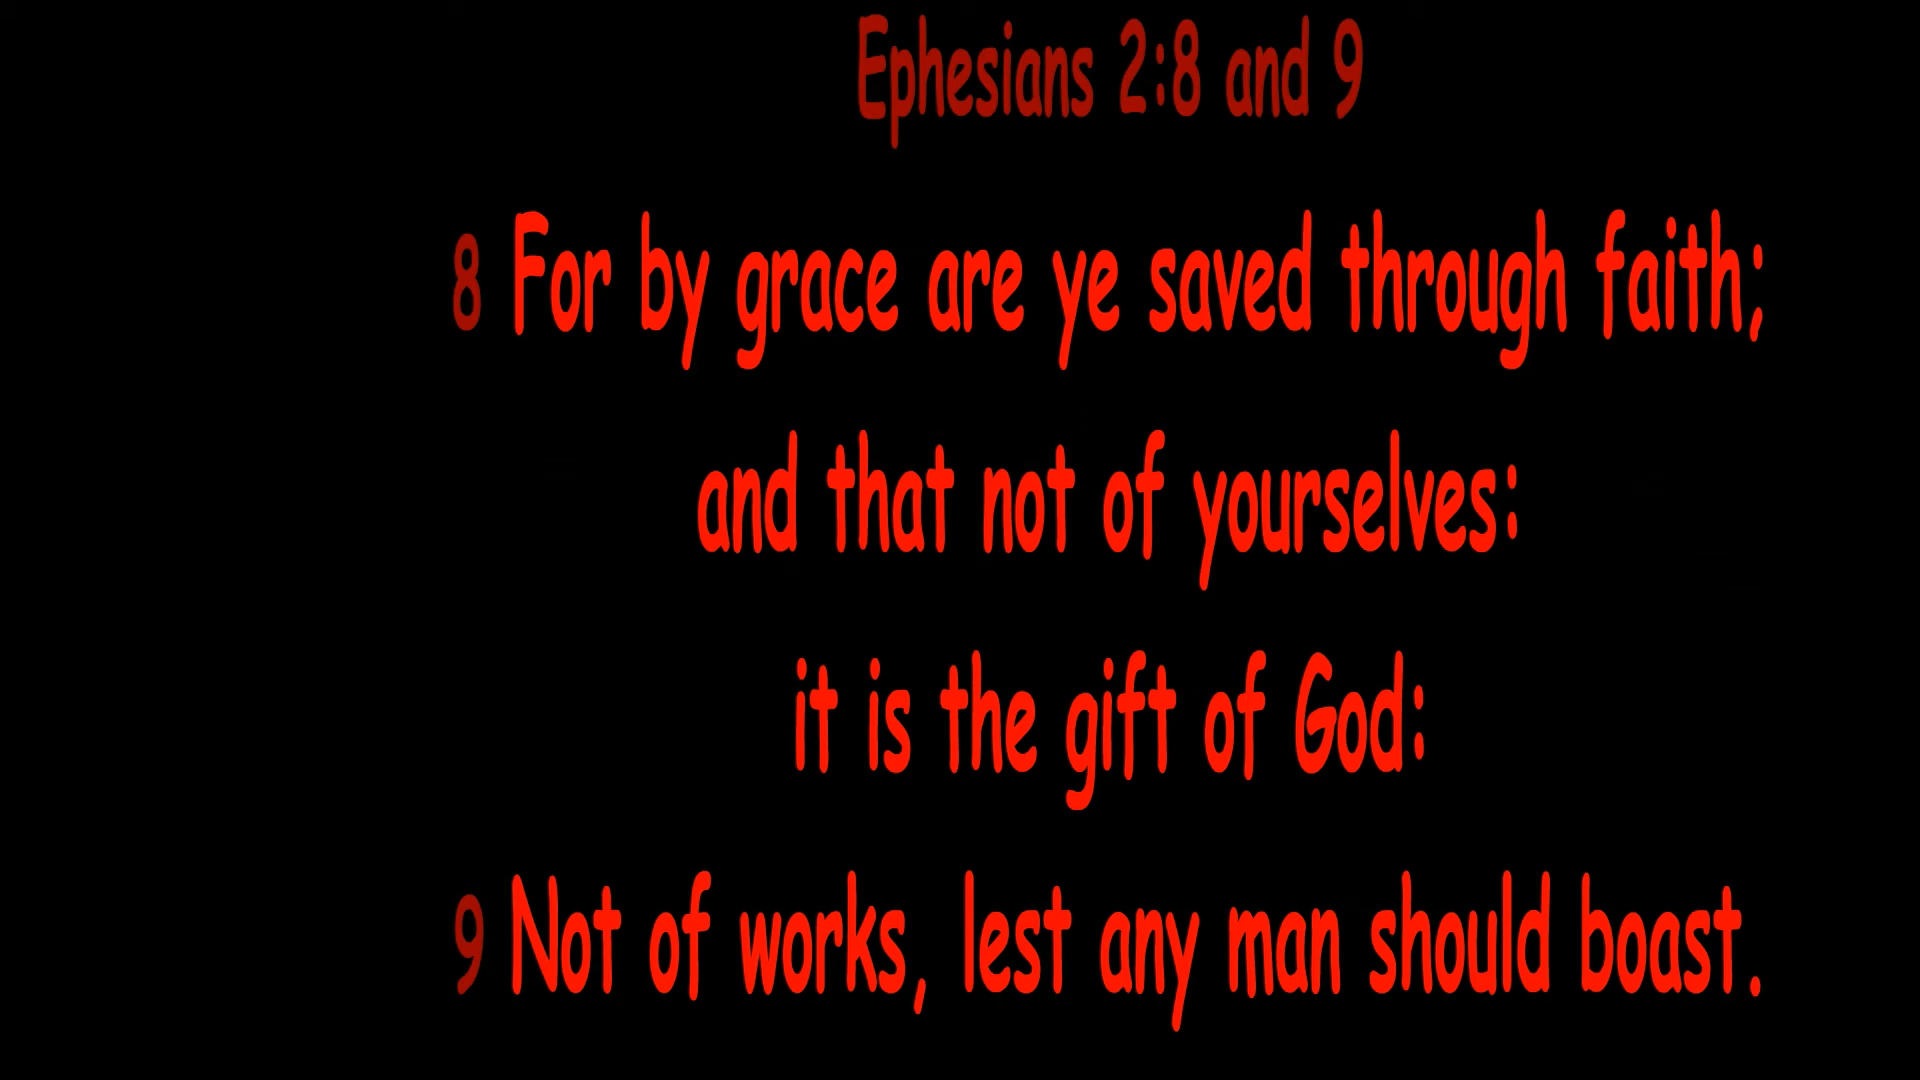 Ephesians 2:8 and 9
8 For by grace are ye saved through faith;
and that not of yourselves:
it is the gift of God:
9 Not of works, lest any man should boast.